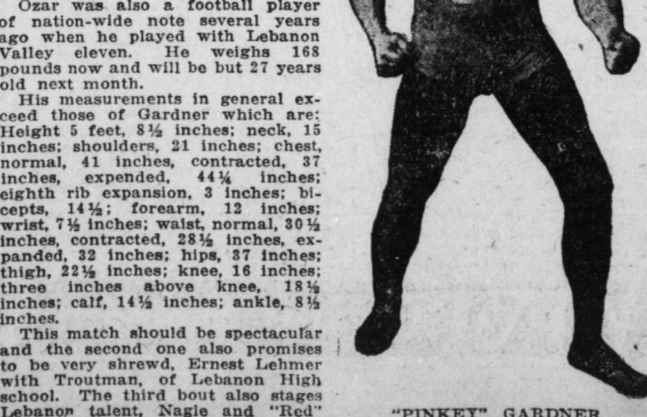 Ozar was also a football player
of nation-wide note several years
ago when he played with Lebanon
Valley eleven. He weighs 168
pounds now and will be but 27 years
old next month.
His measurements in general ex-
ceed those of Gardner which are:
Height 5 feet, 8½ inches; neck, 15
inches; shoulders, 21 inches; chest,
normal, 41 inches, contracted, 37
inches, expended, 44¼ inches;
eighth rib expansion, 3 inches; bi-
cepts, 14½; forearm, 12 inches;
wrist, 7½ inches; waist, normal, 30½
inches, contracted, 28½ inches, ex-
panded, 32 inches; hips, 37 inches;
thigh, 22½ inches; knee, 16 inches;
three inches above knee, 18½
inches; calf, 14½ inches; ankle, 8½
inches.
This match should be spectacular
and the second one also promises
to be very shrewd, Ernest Lehmer
with Troutman, of Lebanon High
school. The third bout also stages
Lebanon talent, Nagle and "Red"
"PINKEY" GARDNER